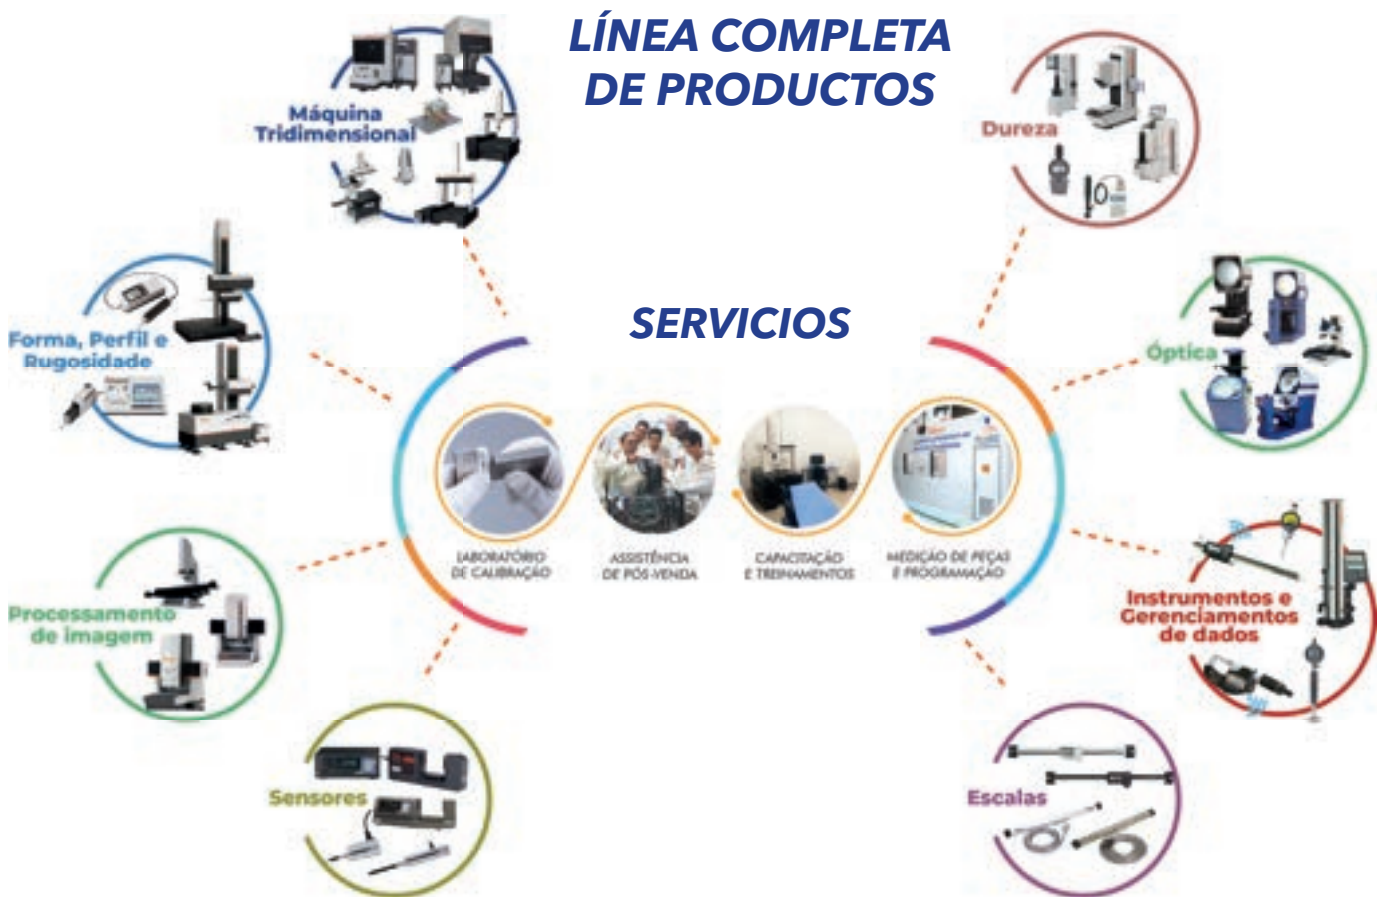 LÍNEA COMPLETA
DE PRODUCTOS
Máquina
Tridimensional
Dureza
Forma, Perfil e
Rugosidade
SERVICIOS
Óptica
LABORATÓRIO
DE CALIBRAÇÃO
ASSISTÊNCIA
DE PÓS-VENDA
CAPACITAÇÃO
E TREINAMENTOS
MEDIÇÃO DE PEÇAS
E PROGRAMAÇÃO
Processamento
de imagem
Instrumentos e
Gerenciamentos
de dados
Sensores
Escalas